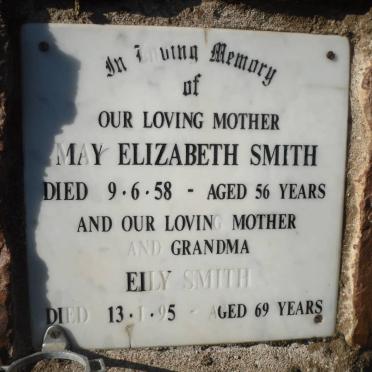 In Loving Memory
of
OUR LOVING MOTHER
MAY ELIZABETH SMITH
DIED 9·6·58 - AGED 56 YEARS
AND OUR LOVING MOTHER
AND GRANDMA
EILY SMITH
DIED 13·1·95 - AGED 69 YEARS